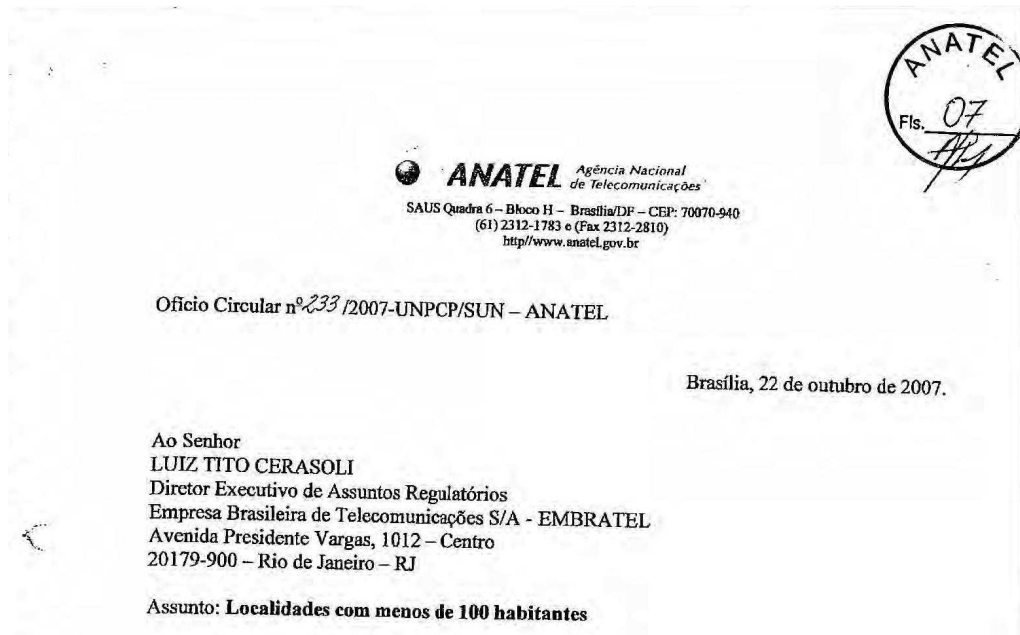 ANATEL
Fls. 07
ANATEL Agência Nacional
de Telecomunicações
SAUS Quadra 6 – Bloco H – Brasília/DF – CEP: 70070-940
(61) 2312-1783 e (Fax 2312-2810)
http//www.anatel.gov.br
Ofício Circular nº 233 /2007-UNPCP/SUN – ANATEL
Brasília, 22 de outubro de 2007.
Ao Senhor
LUIZ TITO CERASOLI
Diretor Executivo de Assuntos Regulatórios
Empresa Brasileira de Telecomunicações S/A - EMBRATEL
Avenida Presidente Vargas, 1012 – Centro
20179-900 – Rio de Janeiro – RJ
Assunto: Localidades com menos de 100 habitantes